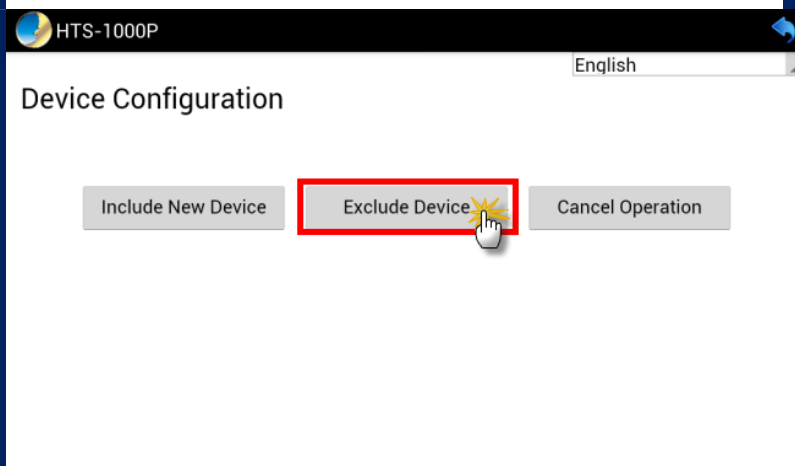 HTS-1000P
English
Device Configuration
Include New Device
Exclude Device
Cancel Operation